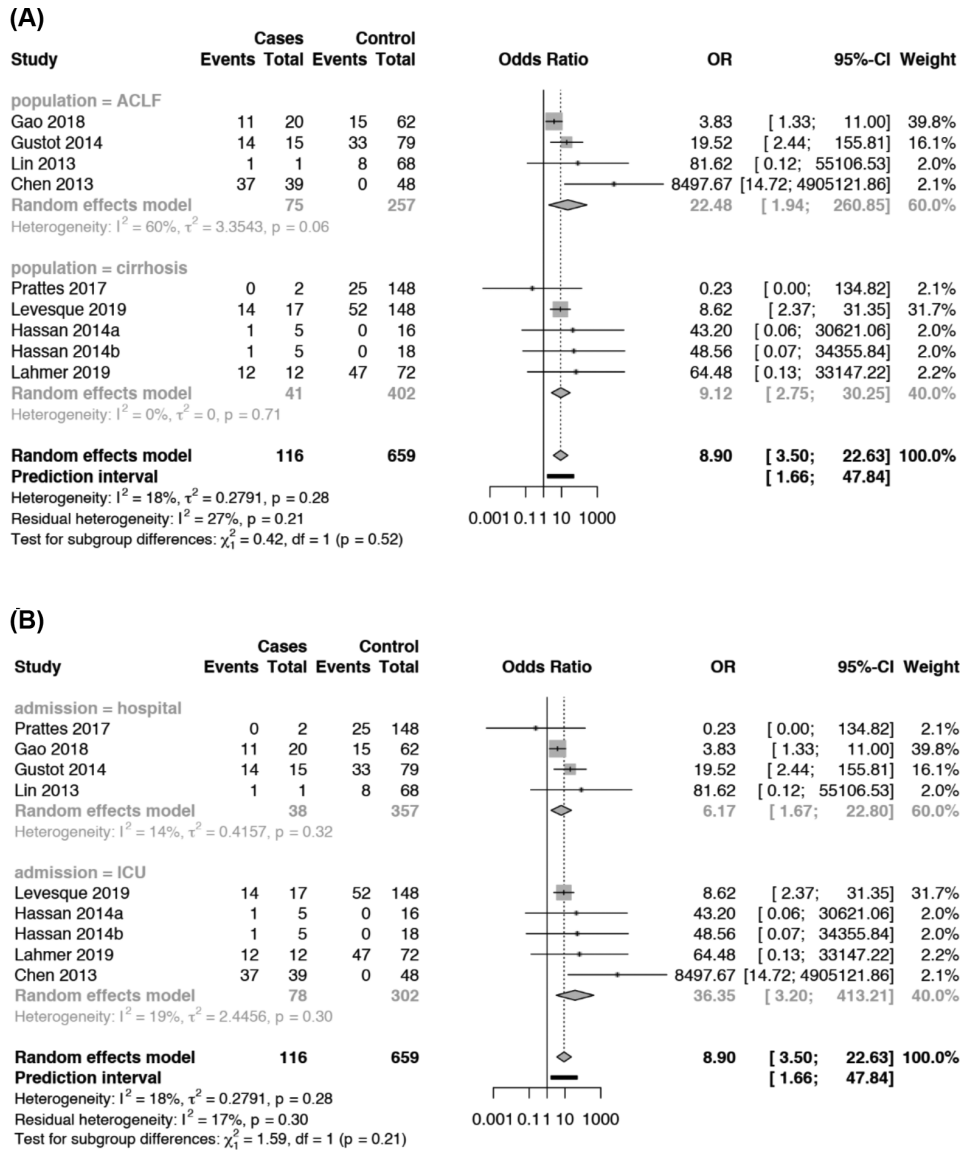 (A)
Cases Control
Study Events Total Events Total Odds Ratio OR 95%-CI Weight
population = ACLF
Gao 2018 11 20 15 62 3.83 [ 1.33; 11.00] 39.8%
Gustot 2014 14 15 33 79 19.52 [ 2.44; 155.81] 16.1%
Lin 2013 1 1 8 68 81.62 [ 0.12; 55106.53] 2.0%
Chen 2013 37 39 0 48 8497.67 [14.72; 4905121.86] 2.1%
Random effects model 75 257 22.48 [ 1.94; 260.85] 60.0%
Heterogeneity: I² = 60%, τ² = 3.3543, p = 0.06
population = cirrhosis
Prattes 2017 0 2 25 148 0.23 [ 0.00; 134.82] 2.1%
Levesque 2019 14 17 52 148 8.62 [ 2.37; 31.35] 31.7%
Hassan 2014a 1 5 0 16 43.20 [ 0.06; 30621.06] 2.0%
Hassan 2014b 1 5 0 18 48.56 [ 0.07; 34355.84] 2.0%
Lahmer 2019 12 12 47 72 64.48 [ 0.13; 33147.22] 2.2%
Random effects model 41 402 9.12 [ 2.75; 30.25] 40.0%
Heterogeneity: I² = 0%, τ² = 0, p = 0.71
Random effects model 116 659 8.90 [ 3.50; 22.63] 100.0%
Prediction interval [ 1.66; 47.84]
Heterogeneity: I² = 18%, τ² = 0.2791, p = 0.28
Residual heterogeneity: I² = 27%, p = 0.21
0.001 0.1 1 10 1000
Test for subgroup differences: χ²₁ = 0.42, df = 1 (p = 0.52)
(B)
Cases Control
Study Events Total Events Total Odds Ratio OR 95%-CI Weight
admission = hospital
Prattes 2017 0 2 25 148 0.23 [ 0.00; 134.82] 2.1%
Gao 2018 11 20 15 62 3.83 [ 1.33; 11.00] 39.8%
Gustot 2014 14 15 33 79 19.52 [ 2.44; 155.81] 16.1%
Lin 2013 1 1 8 68 81.62 [ 0.12; 55106.53] 2.0%
Random effects model 38 357 6.17 [ 1.67; 22.80] 60.0%
Heterogeneity: I² = 14%, τ² = 0.4157, p = 0.32
admission = ICU
Levesque 2019 14 17 52 148 8.62 [ 2.37; 31.35] 31.7%
Hassan 2014a 1 5 0 16 43.20 [ 0.06; 30621.06] 2.0%
Hassan 2014b 1 5 0 18 48.56 [ 0.07; 34355.84] 2.0%
Lahmer 2019 12 12 47 72 64.48 [ 0.13; 33147.22] 2.2%
Chen 2013 37 39 0 48 8497.67 [14.72; 4905121.86] 2.1%
Random effects model 78 302 36.35 [ 3.20; 413.21] 40.0%
Heterogeneity: I² = 19%, τ² = 2.4456, p = 0.30
Random effects model 116 659 8.90 [ 3.50; 22.63] 100.0%
Prediction interval [ 1.66; 47.84]
Heterogeneity: I² = 18%, τ² = 0.2791, p = 0.28
Residual heterogeneity: I² = 17%, p = 0.30
0.001 0.1 1 10 1000
Test for subgroup differences: χ²₁ = 1.59, df = 1 (p = 0.21)